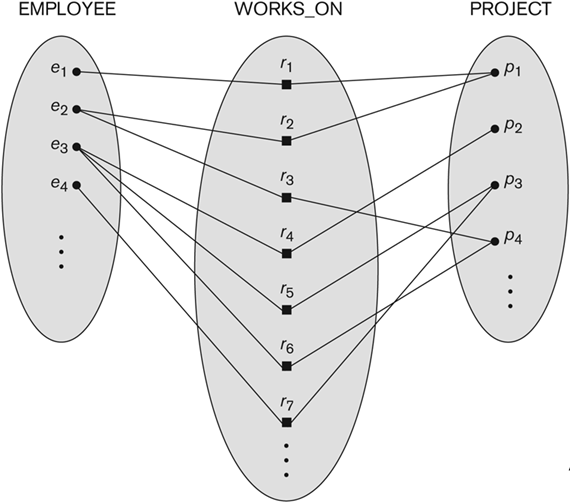 EMPLOYEE WORKS_ON PROJECT
e1 r1 p1
e2 r2 p2
e3 r3 p3
e4 r4 p4
r5
r6
r7